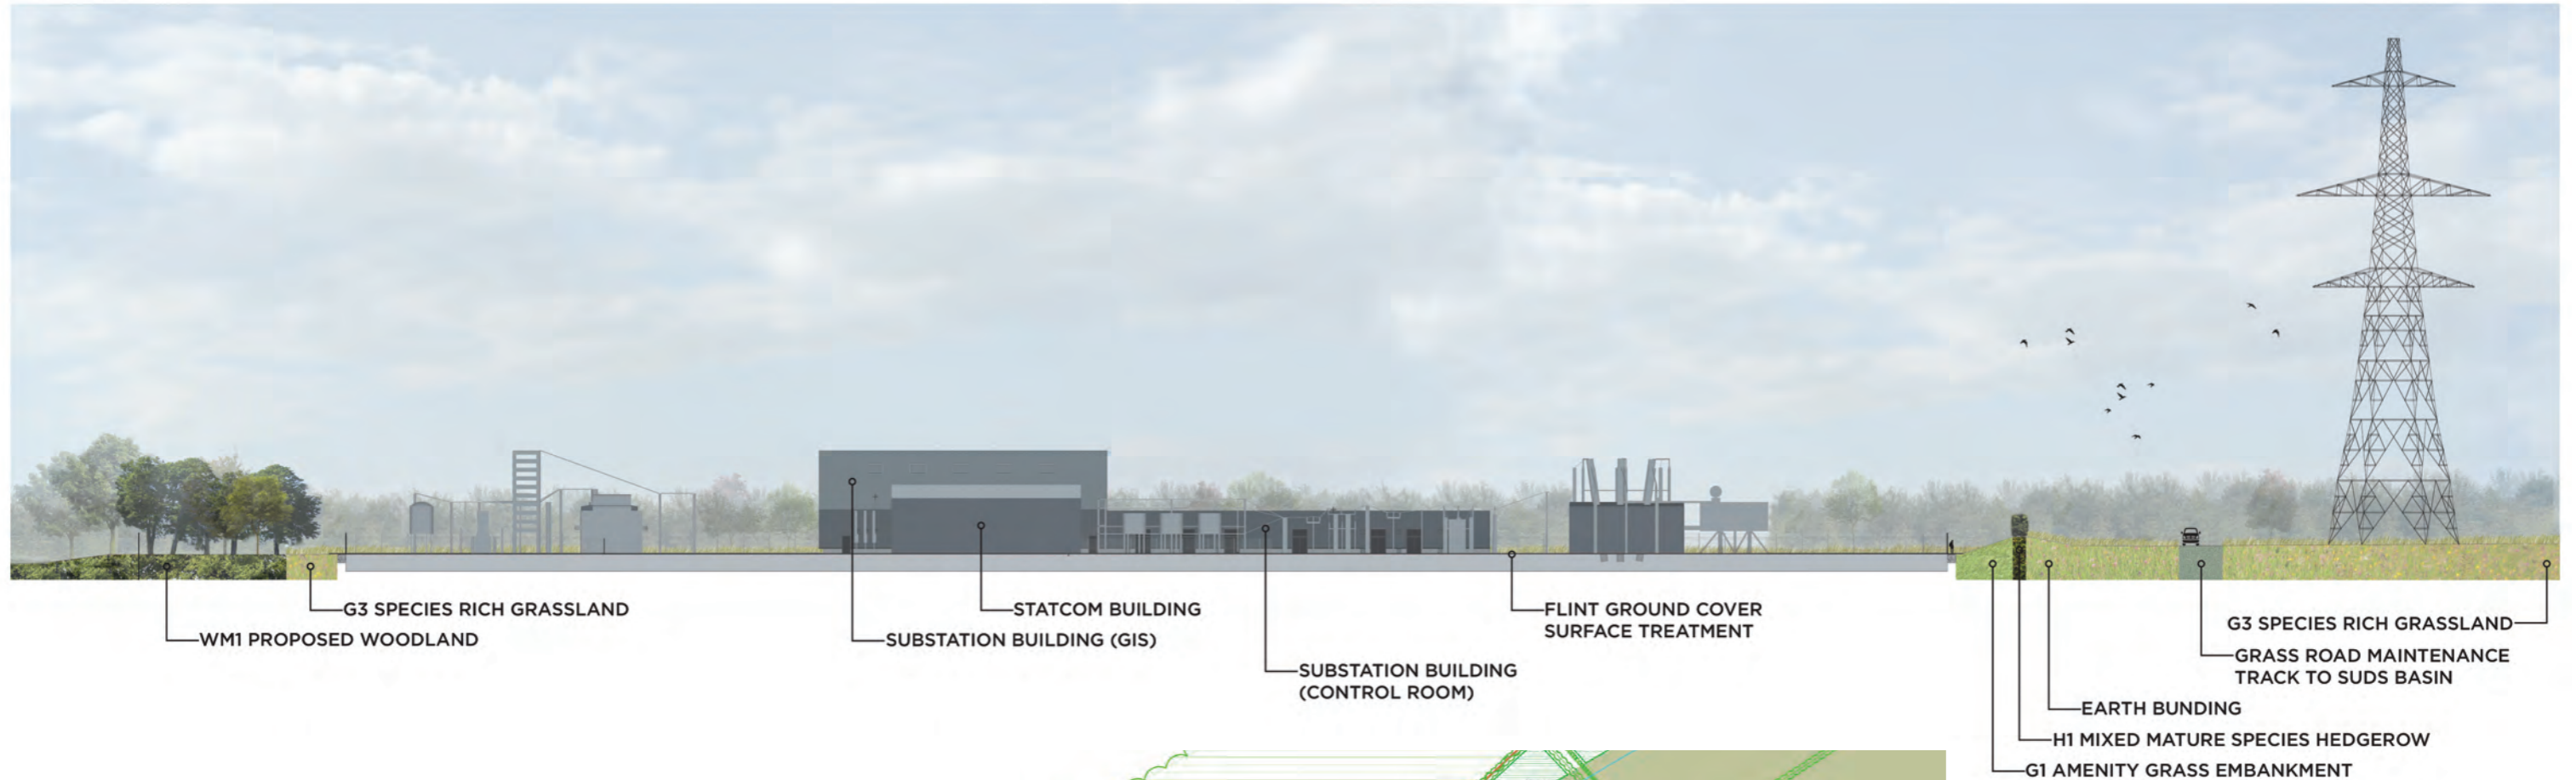 G3 SPECIES RICH GRASSLAND
WM1 PROPOSED WOODLAND
STATCOM BUILDING
SUBSTATION BUILDING (GIS)
SUBSTATION BUILDING
(CONTROL ROOM)
FLINT GROUND COVER
SURFACE TREATMENT
G3 SPECIES RICH GRASSLAND
GRASS ROAD MAINTENANCE
TRACK TO SUDS BASIN
EARTH BUNDING
H1 MIXED MATURE SPECIES HEDGEROW
G1 AMENITY GRASS EMBANKMENT